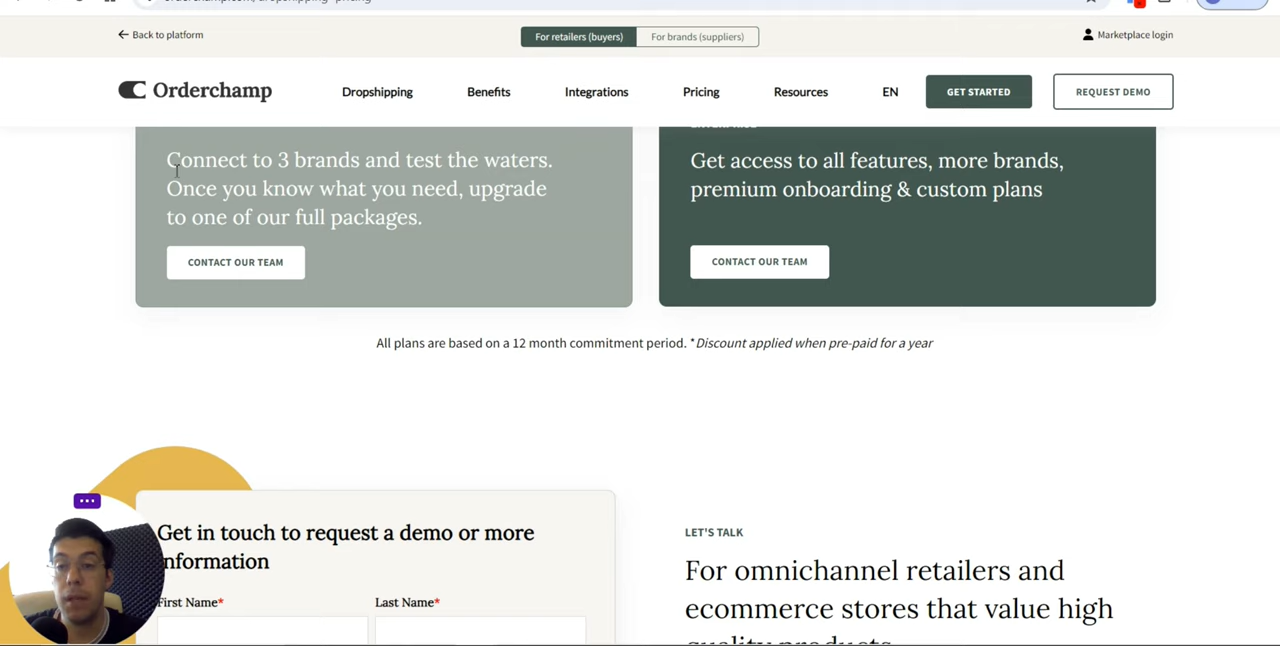 Back to platform
For retailers (buyers)
For brands (suppliers)
Marketplace login
Orderchamp
Dropshipping
Benefits
Integrations
Pricing
Resources
EN
GET STARTED
REQUEST DEMO
Connect to 3 brands and test the waters.
Once you know what you need, upgrade
to one of our full packages.
CONTACT OUR TEAM
Get access to all features, more brands,
premium onboarding & custom plans
CONTACT OUR TEAM
All plans are based on a 12 month commitment period. *Discount applied when pre-paid for a year
Get in touch to request a demo or more
information
First Name*
Last Name*
LET'S TALK
For omnichannel retailers and
ecommerce stores that value high
quality products